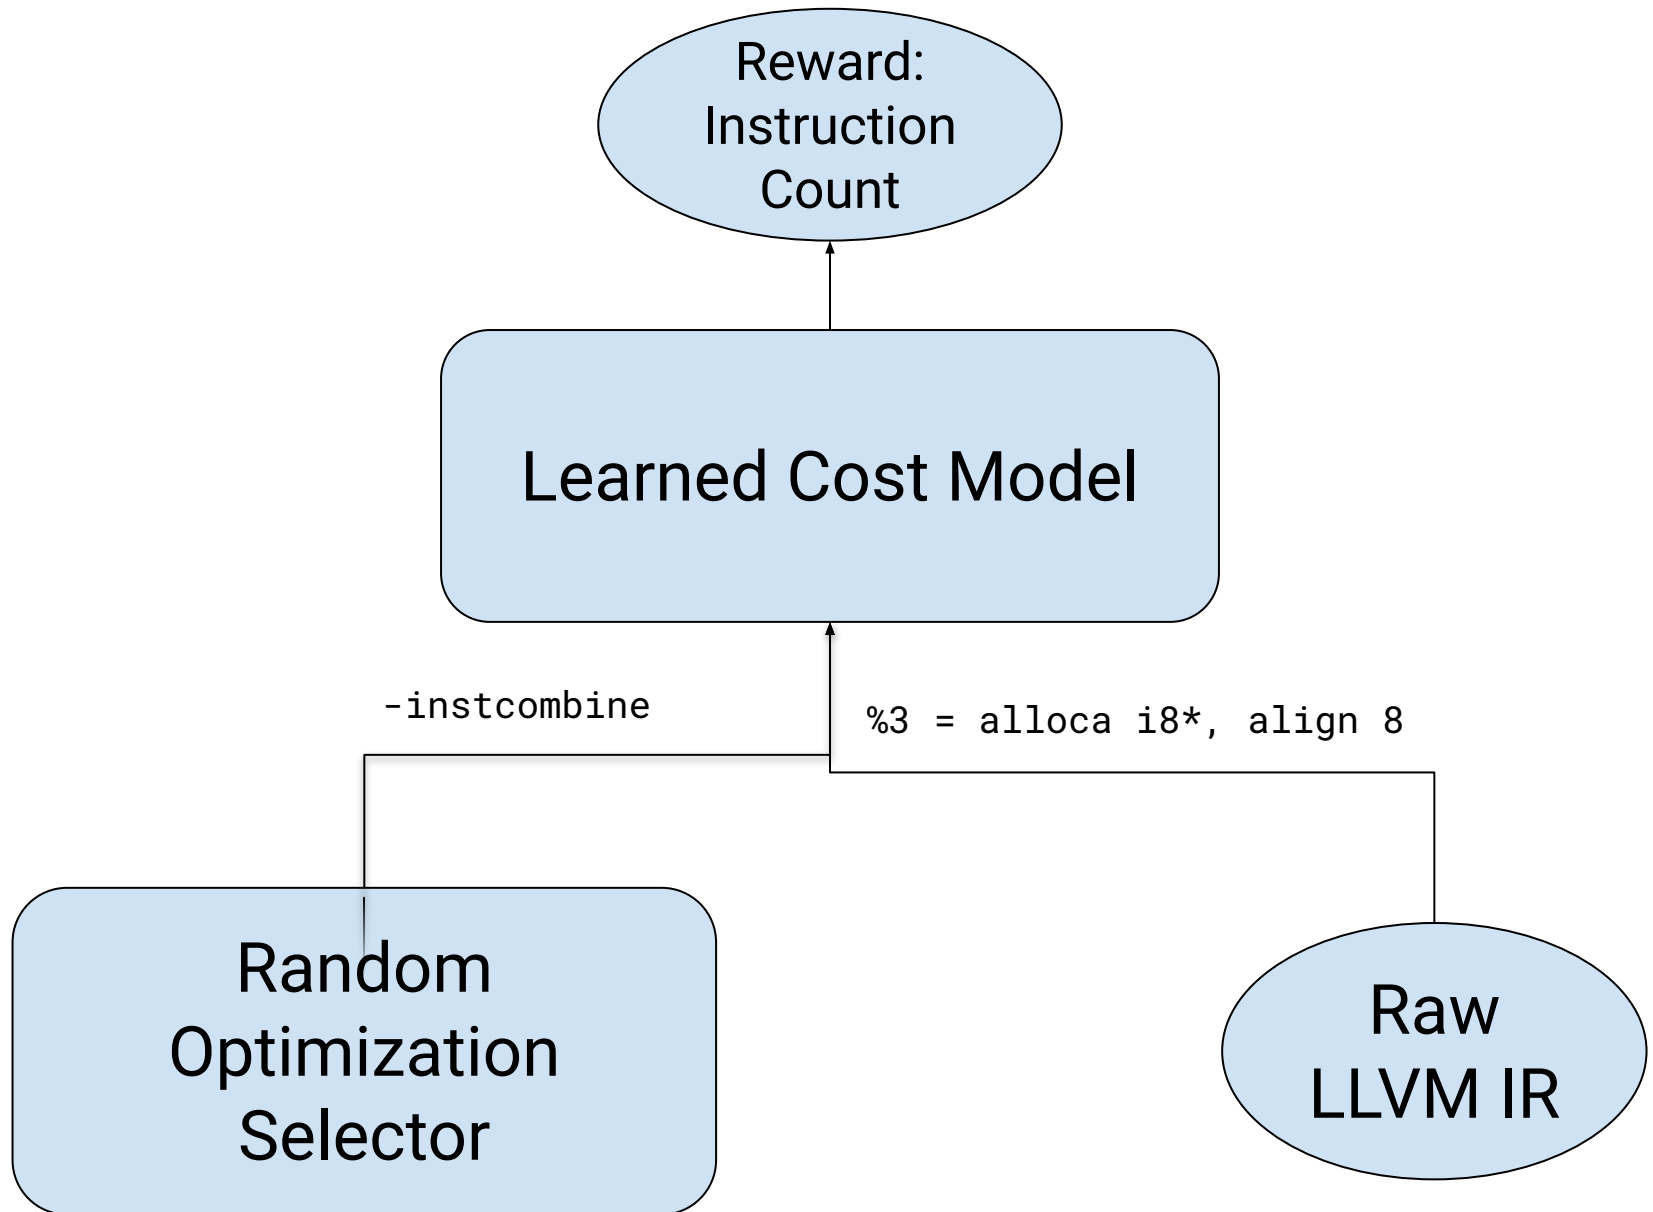 Reward:
Instruction
Count
Learned Cost Model
-instcombine
%3 = alloca i8*, align 8
Random
Optimization
Selector
Raw
LLVM IR